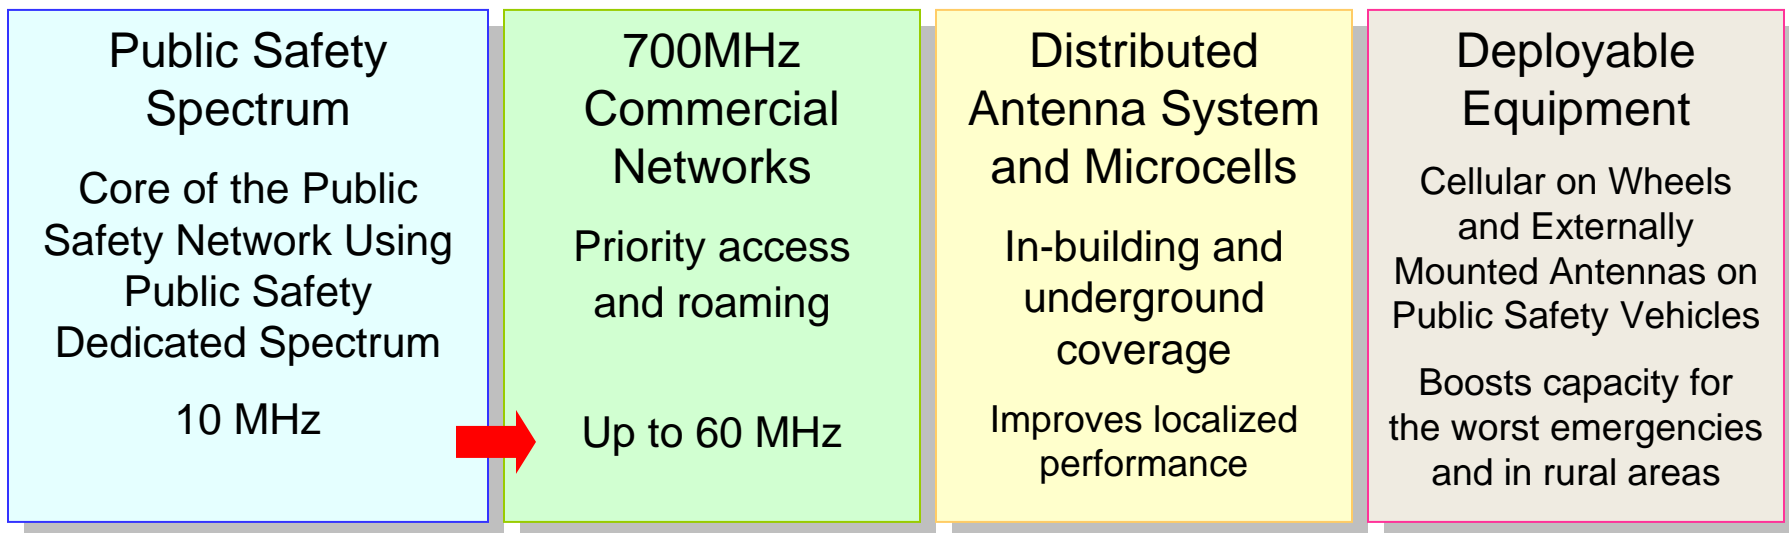 Public Safety
Spectrum
Core of the Public
Safety Network Using
Public Safety
Dedicated Spectrum
10 MHz
700MHz
Commercial
Networks
Priority access
and roaming
Up to 60 MHz
Distributed
Antenna System
and Microcells
In-building and
underground
coverage
Improves localized
performance
Deployable
Equipment
Cellular on Wheels
and Externally
Mounted Antennas on
Public Safety Vehicles
Boosts capacity for
the worst emergencies
and in rural areas